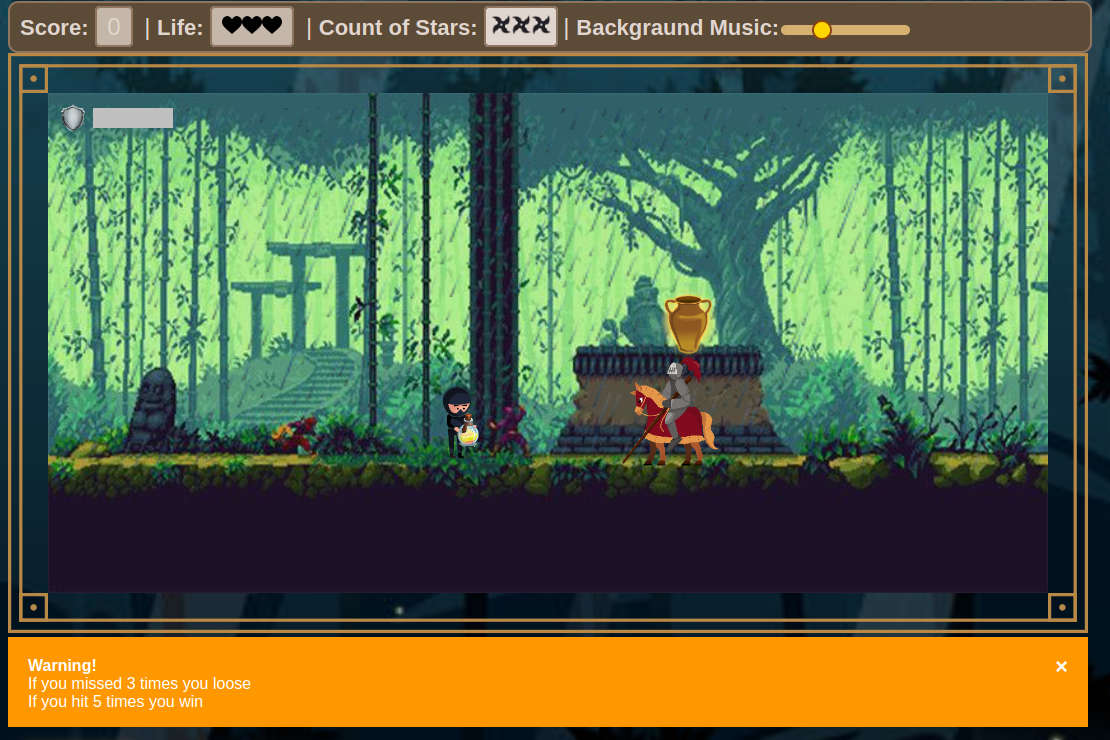 Score: 0 | Life: | Count of Stars: | Backgraund Music:
Warning!
If you missed 3 times you loose
If you hit 5 times you win
×